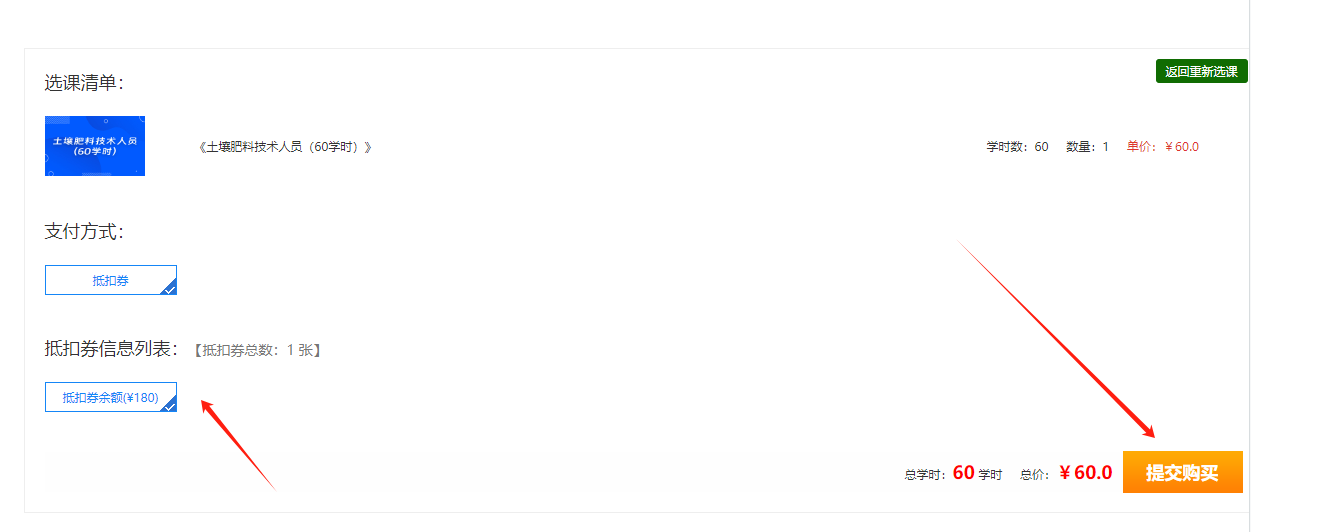 返回重新选课
选课清单：
土壤肥料技术人员
(60学时)
《土壤肥料技术人员（60学时）》 学时数：60 数量：1 单价：￥60.0
支付方式：
抵扣券
抵扣券信息列表：【抵扣券总数：1 张】
抵扣券余额(¥180)
总学时：60 学时 总价：￥60.0 提交购买